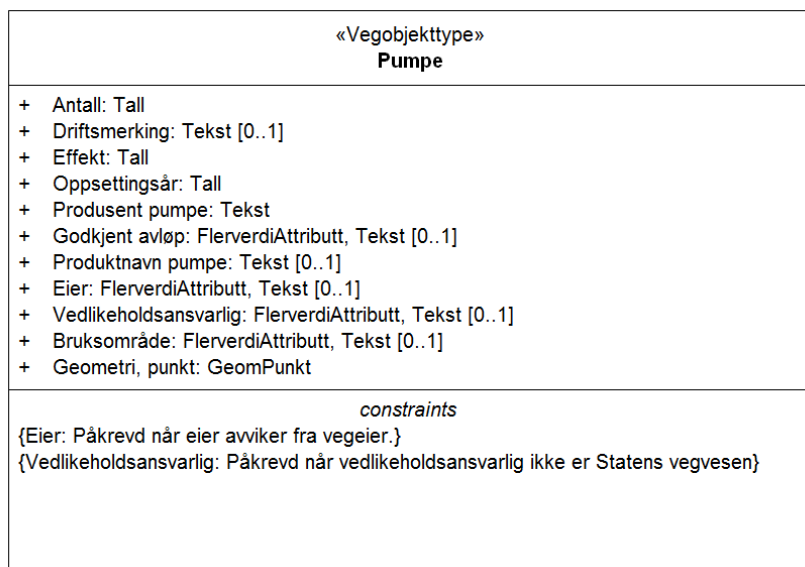 «Vegobjekttype»
Pumpe
+ Antall: Tall
+ Driftsmerking: Tekst [0..1]
+ Effekt: Tall
+ Oppsettingsår: Tall
+ Produsent pumpe: Tekst
+ Godkjent avløp: FlerverdiAttributt, Tekst [0..1]
+ Produktnavn pumpe: Tekst [0..1]
+ Eier: FlerverdiAttributt, Tekst [0..1]
+ Vedlikeholdsansvarlig: FlerverdiAttributt, Tekst [0..1]
+ Bruksområde: FlerverdiAttributt, Tekst [0..1]
+ Geometri, punkt: GeomPunkt
constraints
{Eier: Påkrevd når eier avviker fra vegeier.}
{Vedlikeholdsansvarlig: Påkrevd når vedlikeholdsansvarlig ikke er Statens vegvesen}